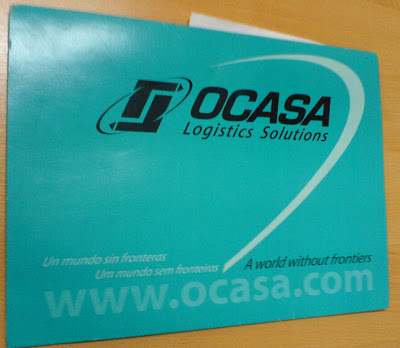 OCASA
Logistics Solutions
Un mundo sin fronteras
Um mundo sem fronteiras
A world without frontiers
www.ocasa.com